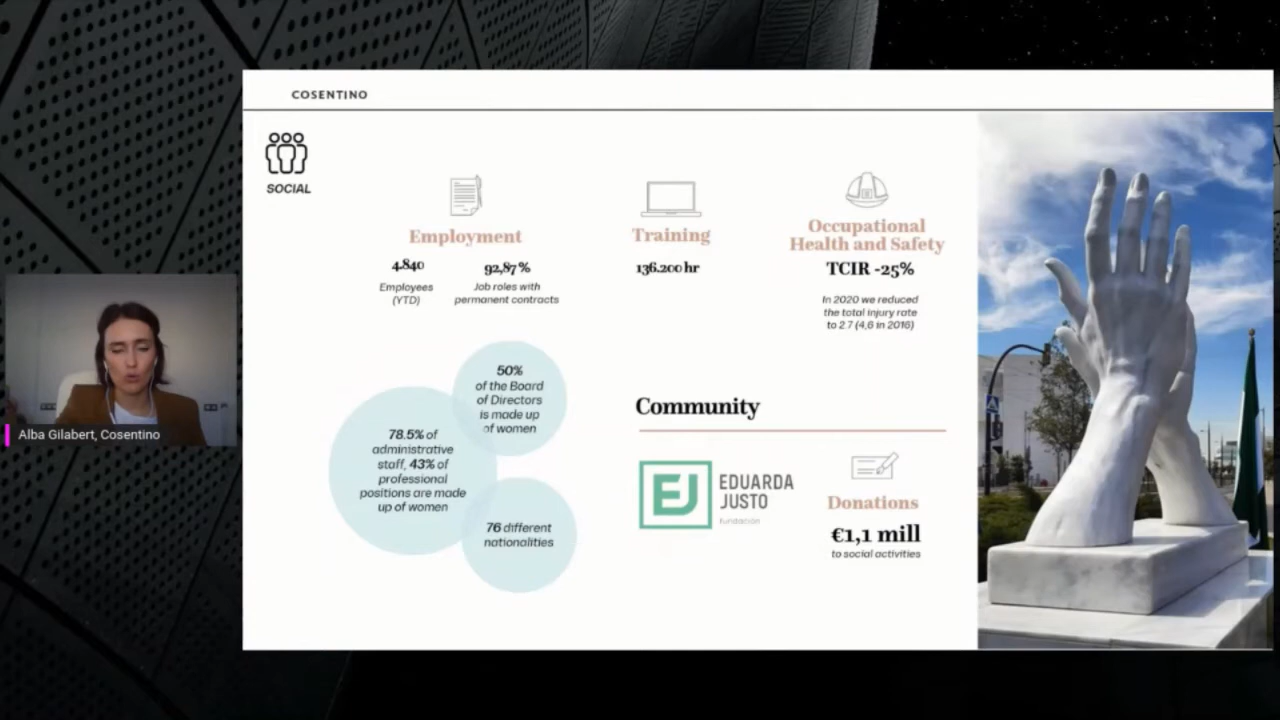 COSENTINO
SOCIAL
Employment
4.840
Employees
(YTD)
92,87%
Job roles with
permanent contracts
Training
136.200 hr
Occupational
Health and Safety
TCIR -25%
In 2020 we reduced
the total injury rate
to 2.7 (4,6 in 2016)
50%
of the Board
of Directors
is made up
of women
78.5% of
administrative
staff, 43% of
professional
positions are made
up of women
76 different
nationalities
Community
EJ
EDUARDA
JUSTO
fundación
Donations
€1,1 mill
to social activities
Alba Gilabert, Cosentino